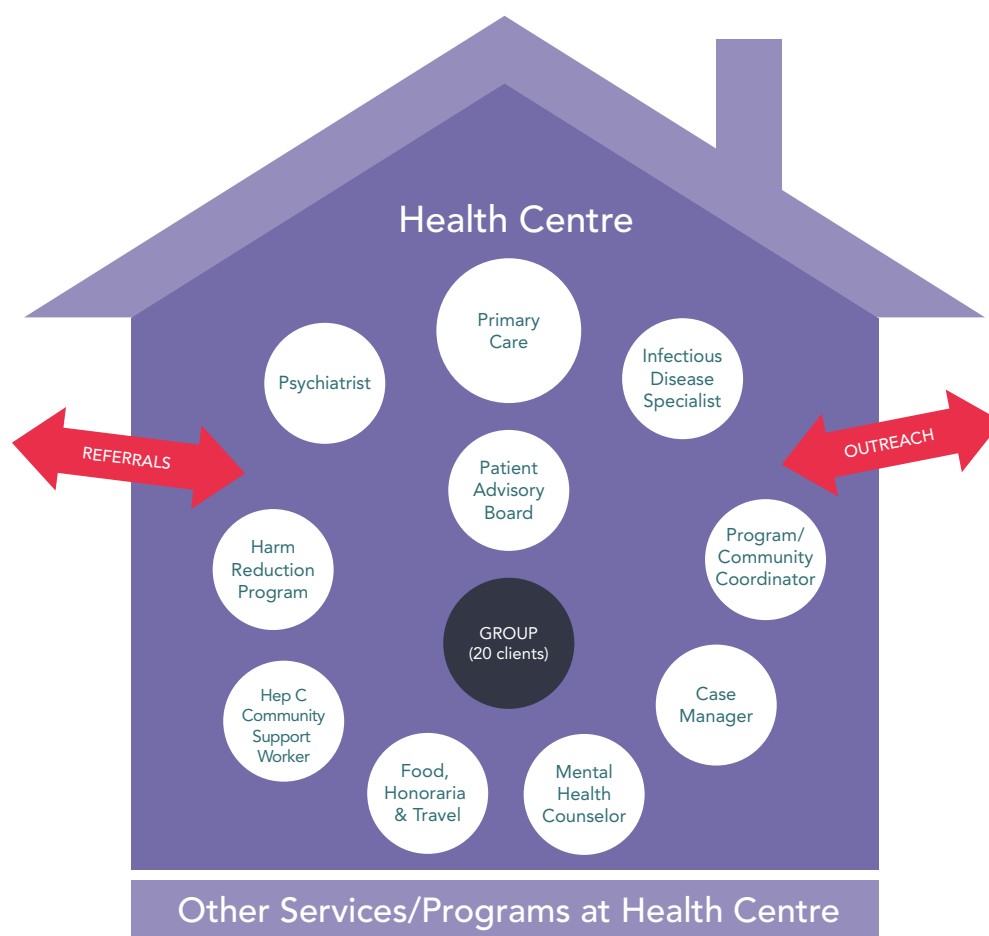 Health Centre
Primary
Care
Psychiatrist
Infectious
Disease
Specialist
REFERRALS
OUTREACH
Patient
Advisory
Board
Harm
Reduction
Program
Program/
Community
Coordinator
GROUP
(20 clients)
Hep C
Community
Support
Worker
Case
Manager
Food,
Honoraria
& Travel
Mental
Health
Counselor
Other Services/Programs at Health Centre